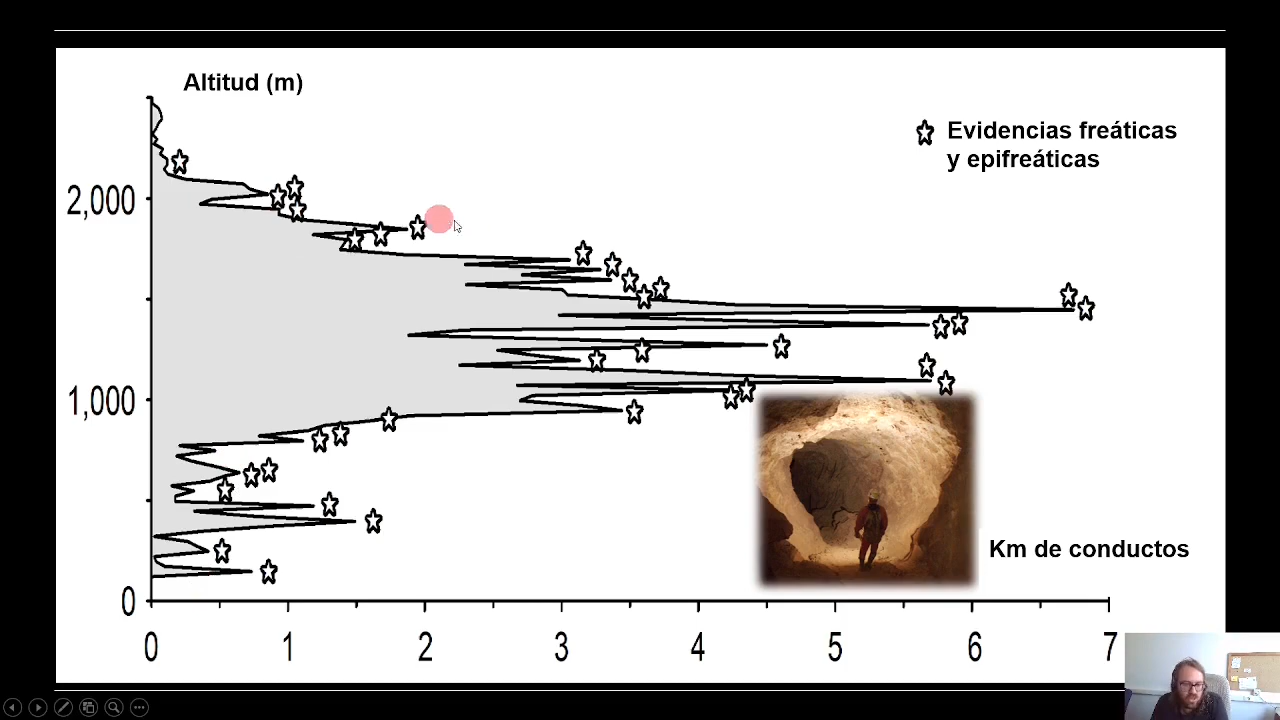 Altitud (m)
Evidencias freáticas
y epifreáticas
2,000
1,000
Km de conductos
0
0 1 2 3 4 5 6 7